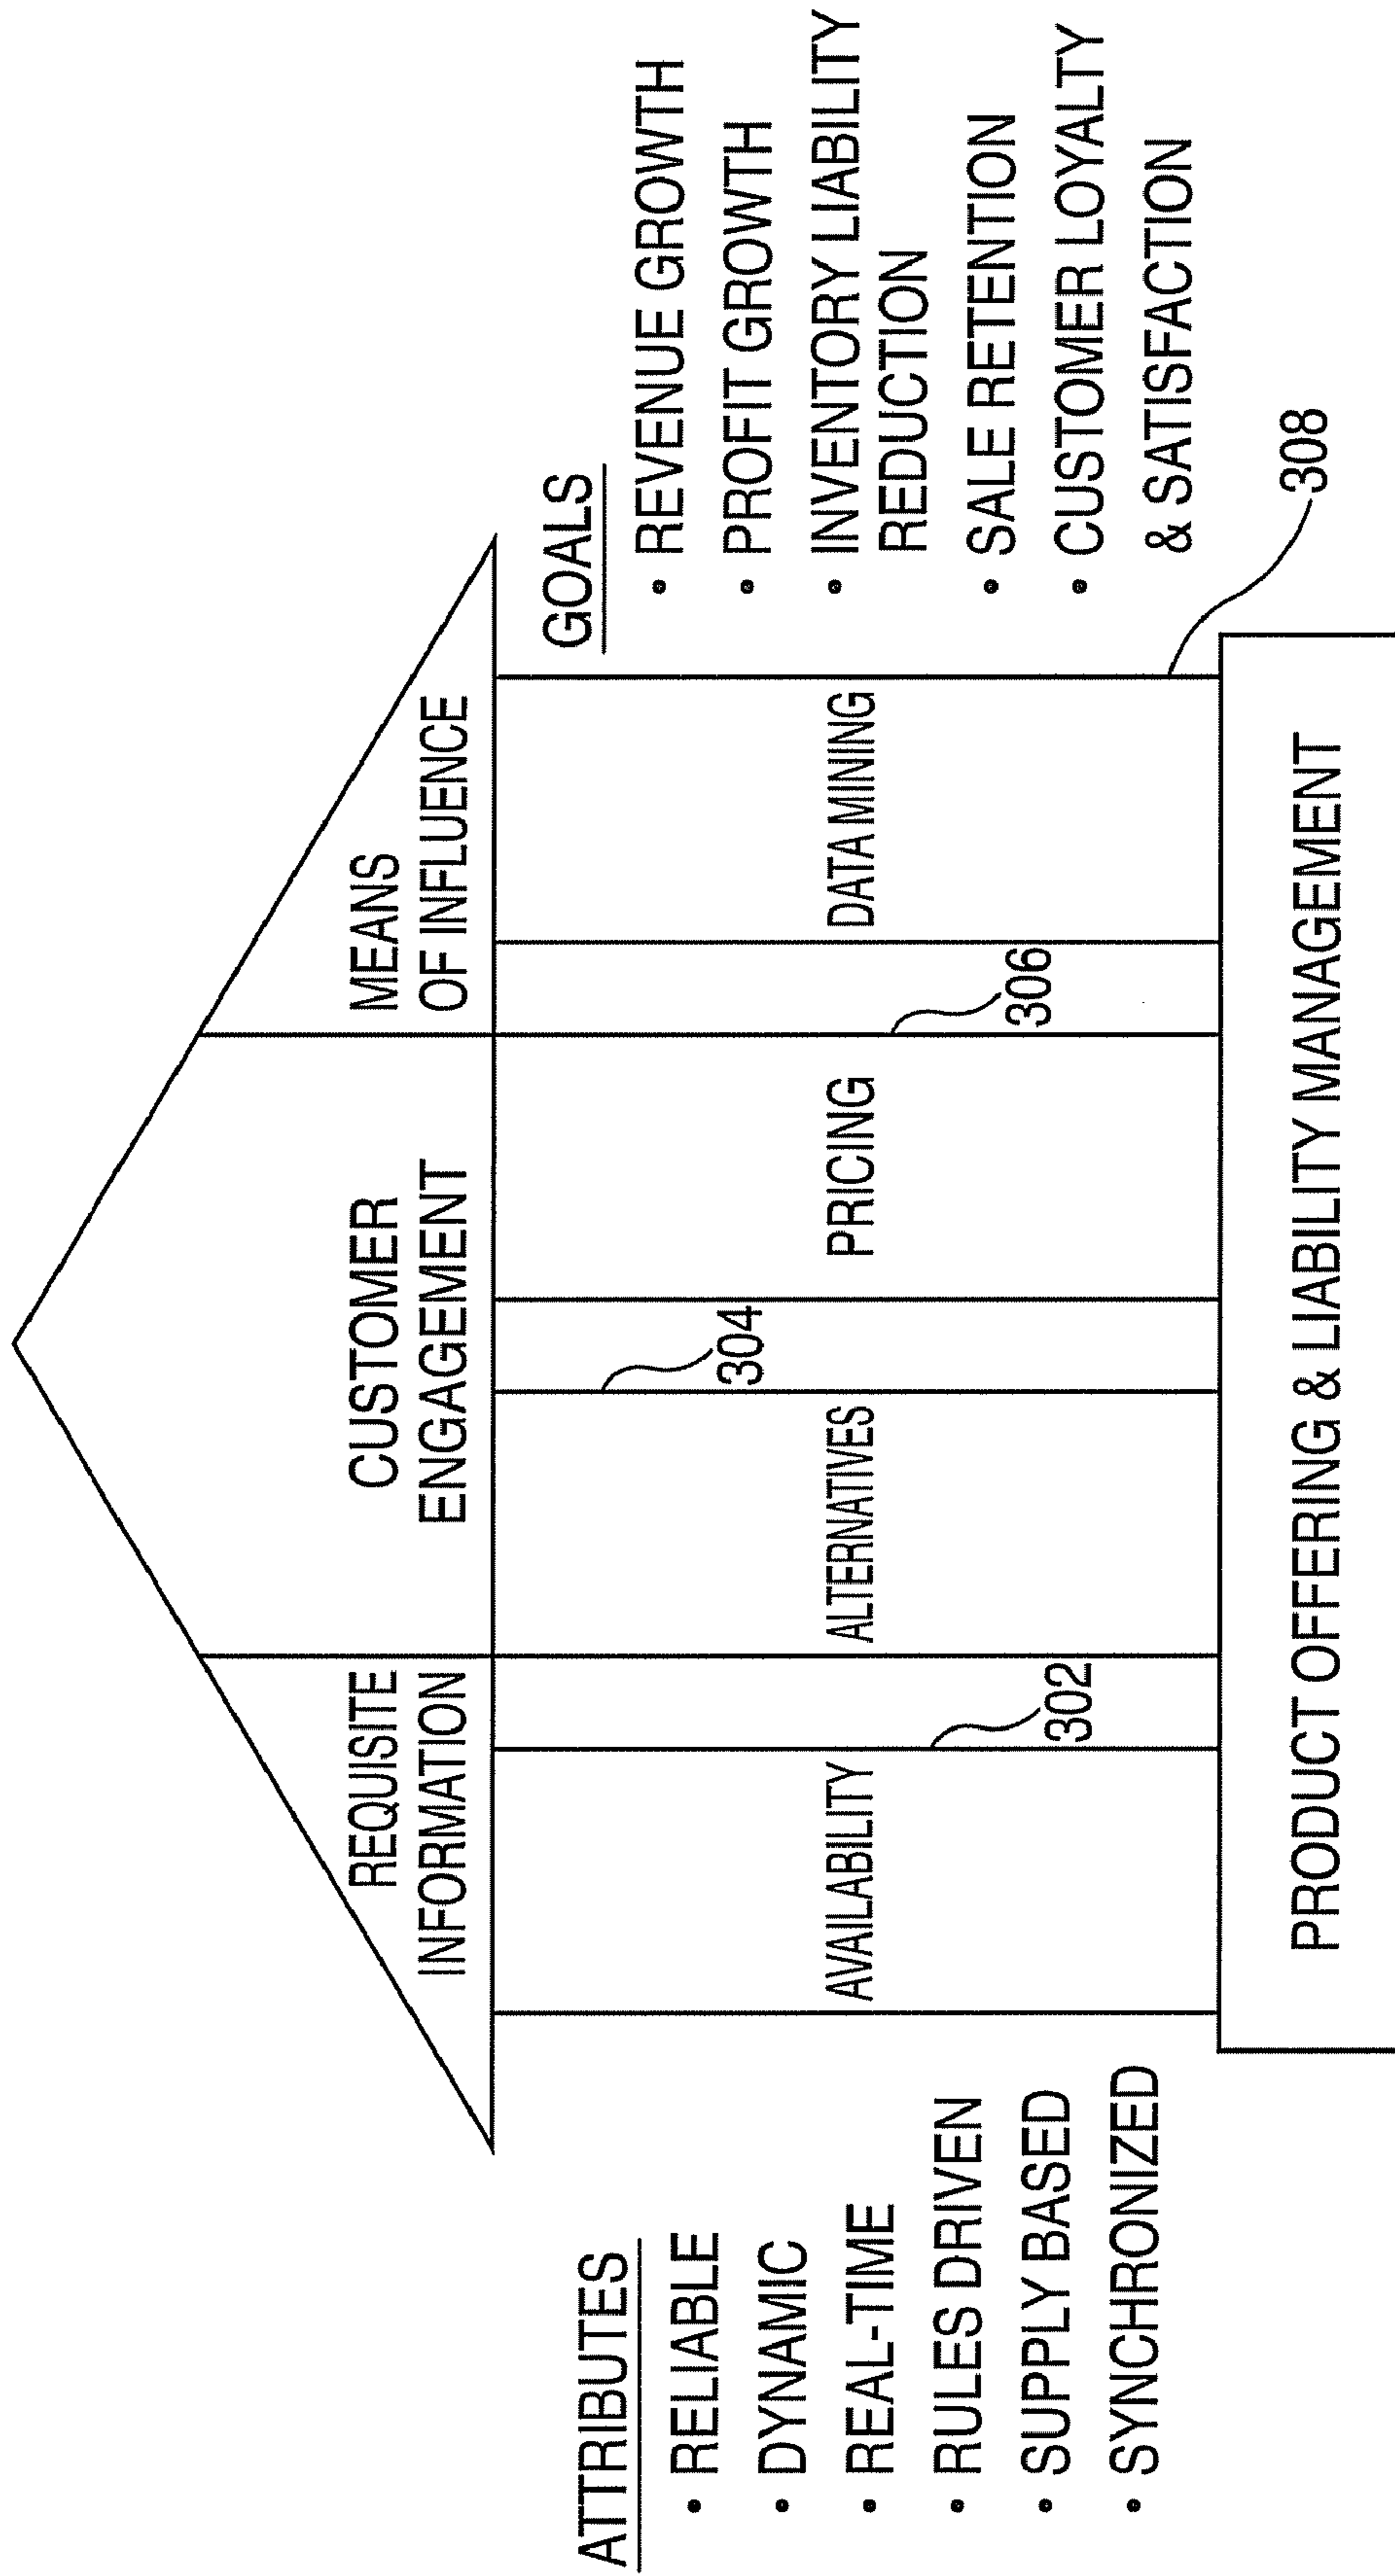 REQUISITE
INFORMATION
CUSTOMER
ENGAGEMENT
MEANS
OF INFLUENCE
ATTRIBUTES
• RELIABLE
• DYNAMIC
• REAL-TIME
• RULES DRIVEN
• SUPPLY BASED
• SYNCHRONIZED
AVAILABILITY
302
ALTERNATIVES
304
PRICING
306
DATA MINING
GOALS
• REVENUE GROWTH
• PROFIT GROWTH
• INVENTORY LIABILITY
REDUCTION
• SALE RETENTION
• CUSTOMER LOYALTY
& SATISFACTION
308
PRODUCT OFFERING & LIABILITY MANAGEMENT